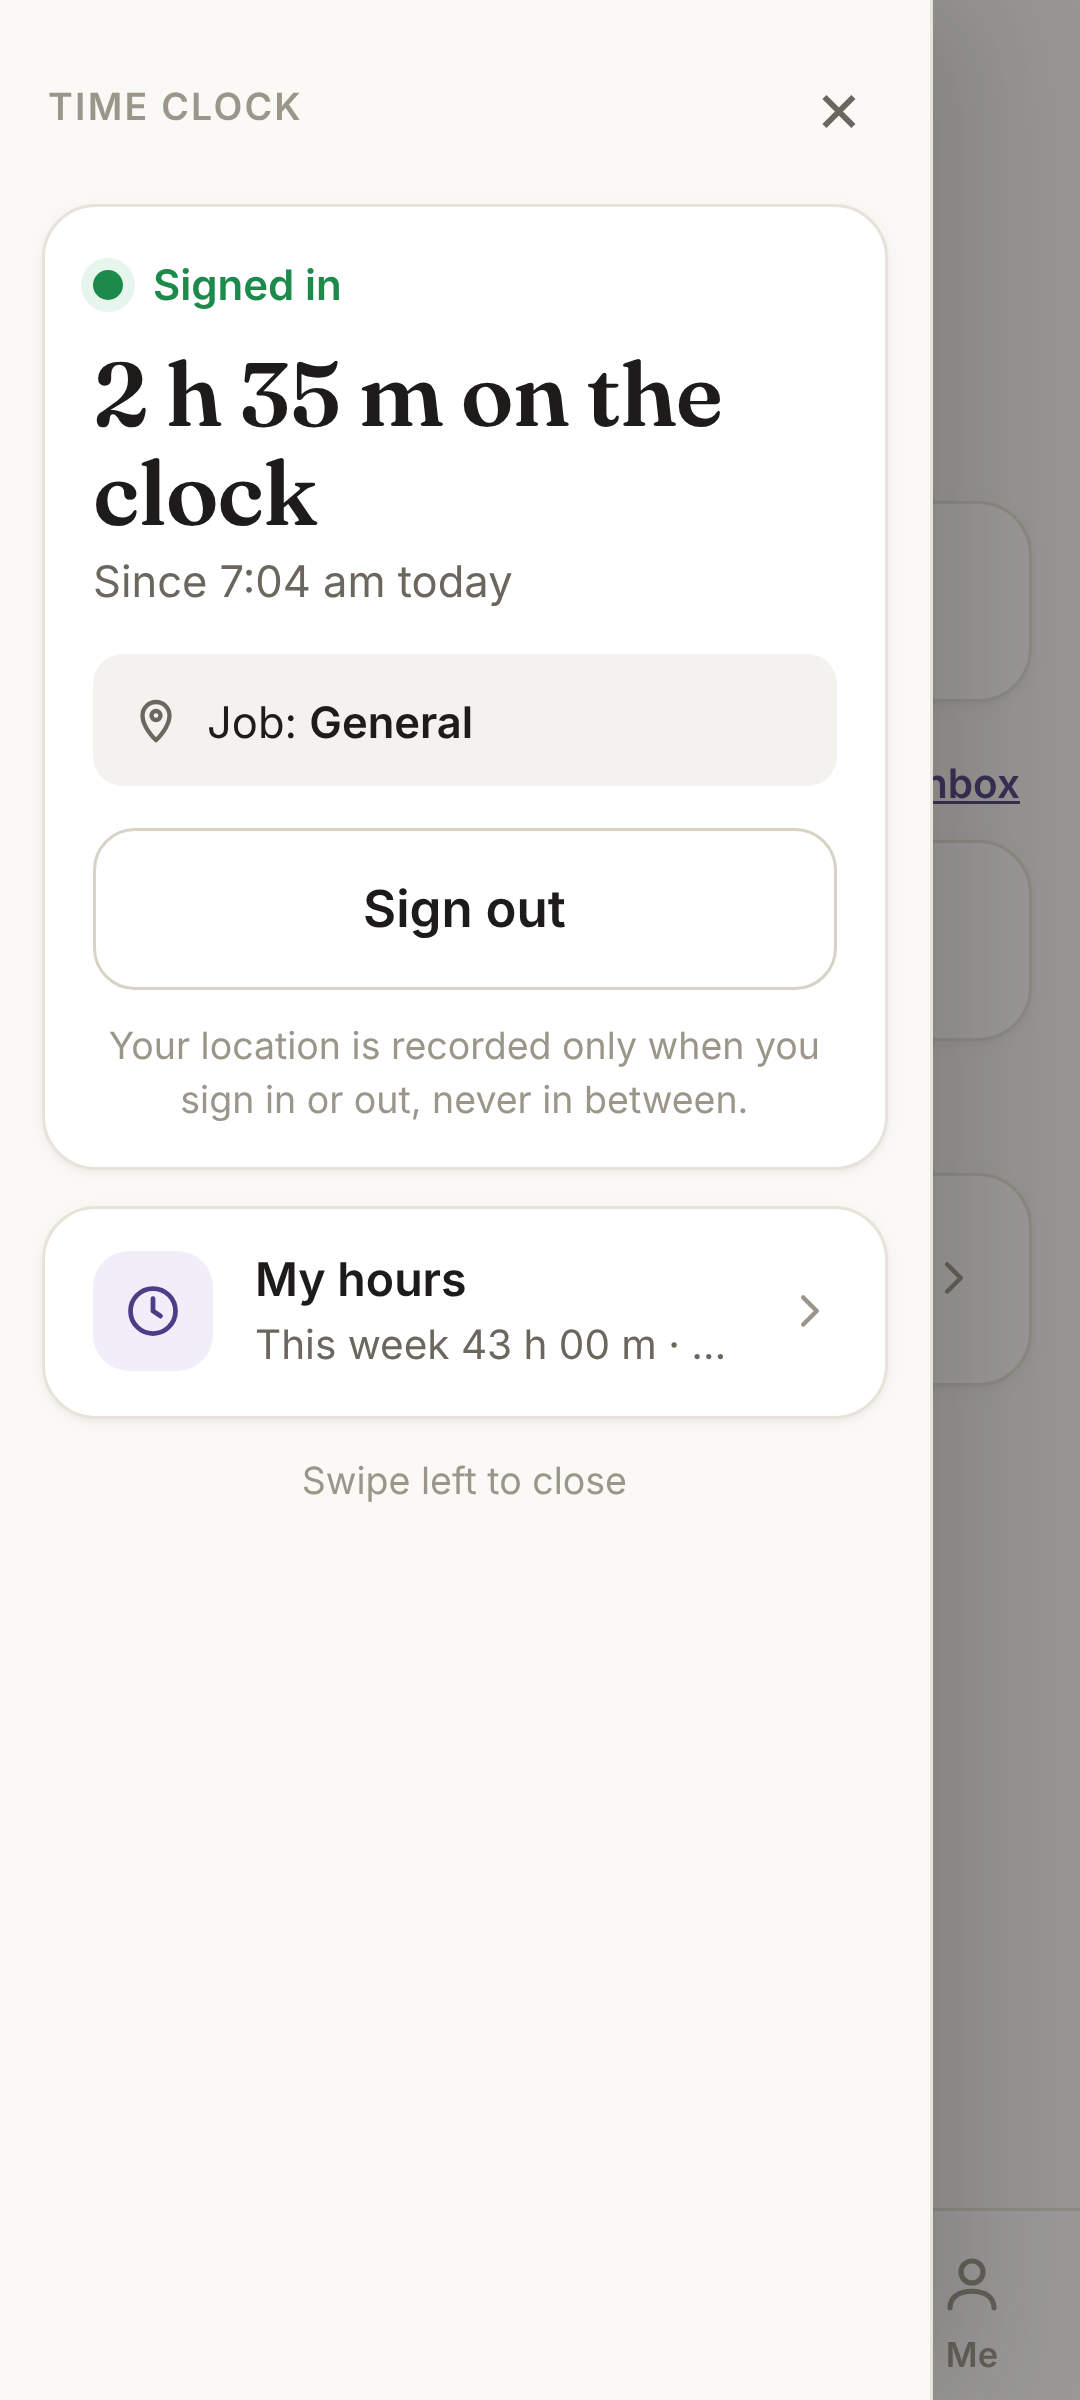 TIME CLOCK
Signed in
2 h 35 m on the
clock
Since 7:04 am today
Job: General
nbox
Sign out
Your location is recorded only when you
sign in or out, never in between.
My hours
This week 43 h 00 m · ...
Swipe left to close
Me